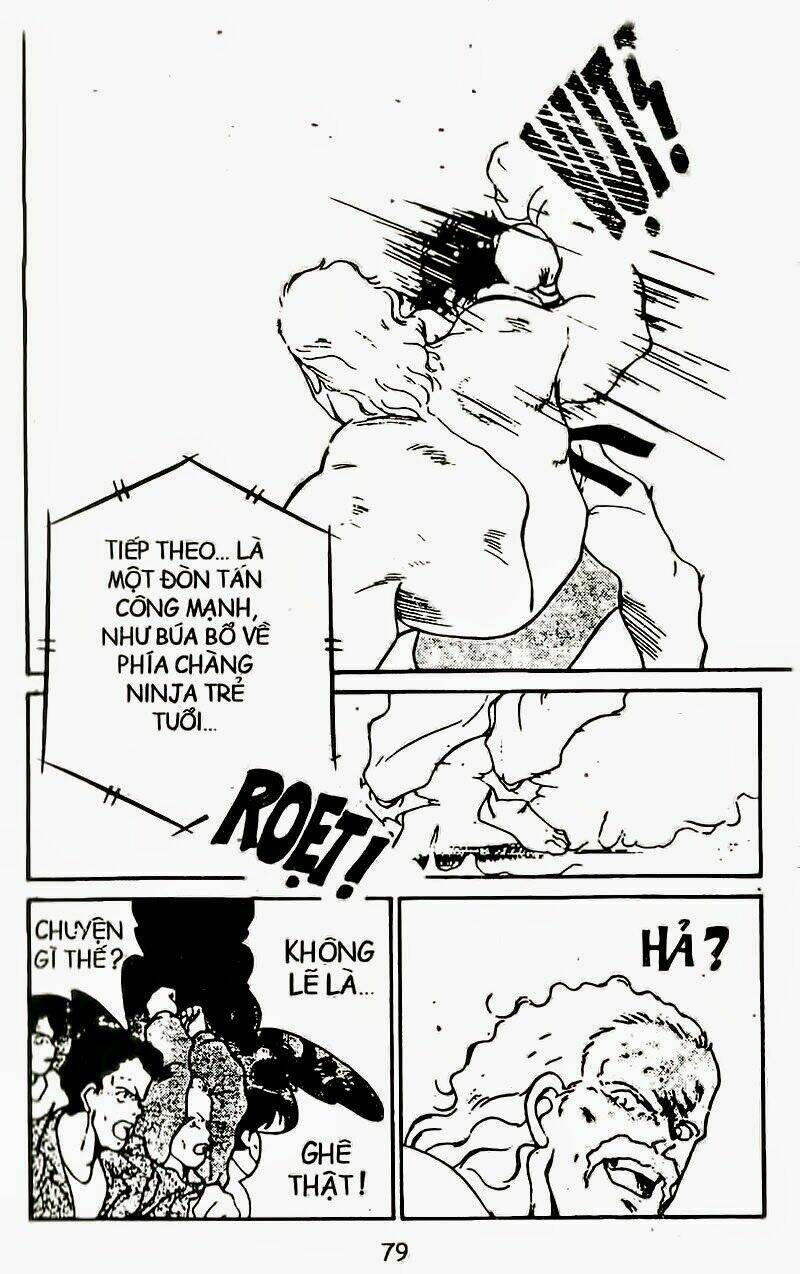 TIẾP THEO... LÀ
MỘT ĐÒN TẤN
CÔNG MẠNH,
NHƯ BÚA BỔ VỀ
PHÍA CHÀNG
NINJA TRẺ
TUỔI...
ROẸT!
CHUYỆN
GÌ THẾ?
KHÔNG
LẼ LÀ...
GHÊ
THẬT!
HẢ?
79